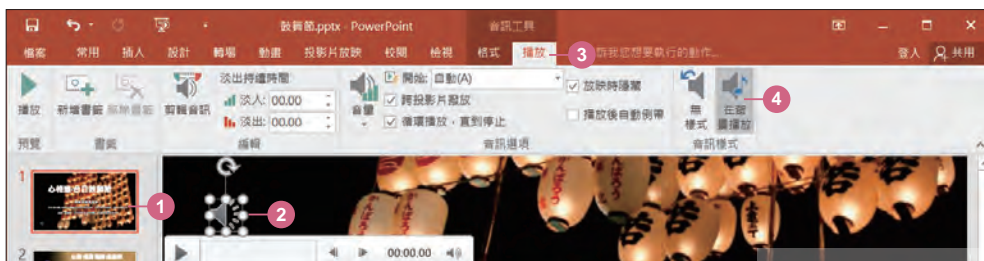 鼓舞節.pptx - PowerPoint
音訊工具
檔案 常用 插入 設計 轉場 動畫 投影片放映 校閱 檢視 格式 播放 3 訴我您想要執行的動作... 登入 共用
播放
新增書籤
移除書籤
剪輯音訊
淡出持續時間
淡入: 00.00
淡出: 00.00
音量
開始: 自動(A)
跨投影片撥放
循環播放，直到停止
放映時隱藏
播放後自動倒帶
無樣式
在背景播放
4
預覽 書籤 編輯 音訊選項 音訊樣式
1
1
2
00:00.00
2